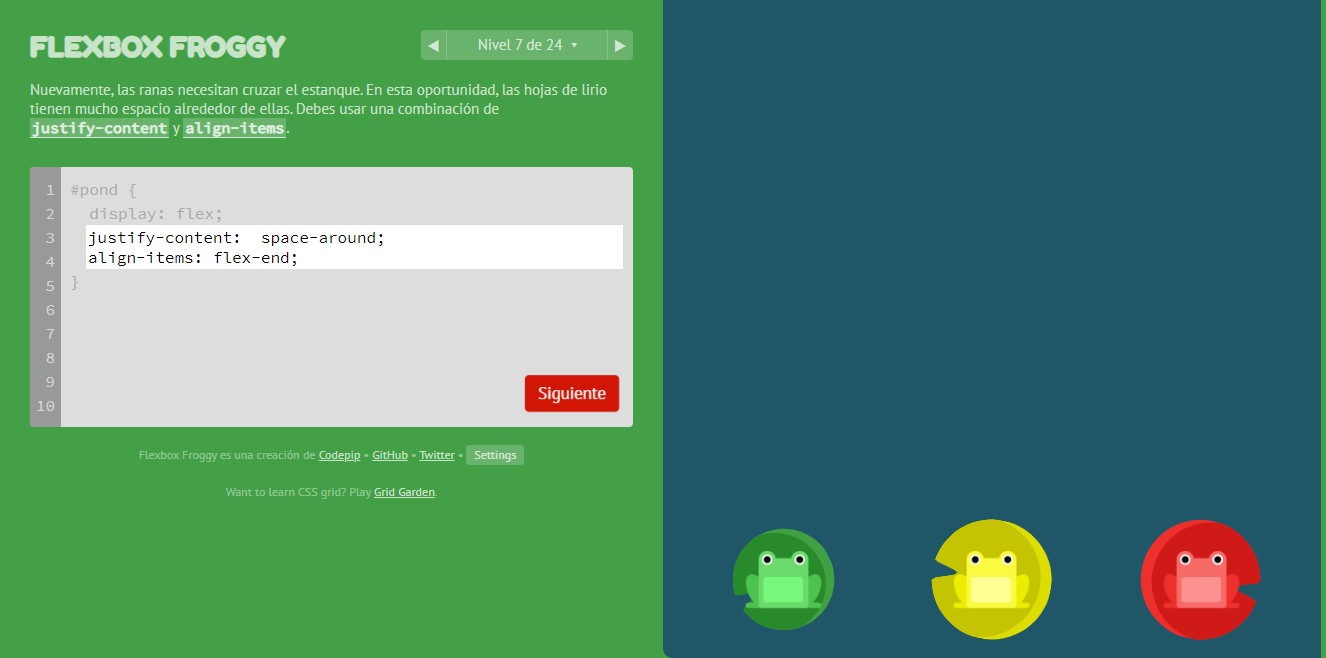 FLEXBOX FROGGY
◀ Nivel 7 de 24 ▾ ▶
Nuevamente, las ranas necesitan cruzar el estanque. En esta oportunidad, las hojas de lirio
tienen mucho espacio alrededor de ellas. Debes usar una combinación de
justify-content y align-items.
1 #pond {
2 display: flex;
3 justify-content:  space-around;
4 align-items: flex-end;
5 }
6
7
8
9
10
Siguiente
Flexbox Froggy es una creación de Codepip • GitHub • Twitter • Settings
Want to learn CSS grid? Play Grid Garden.